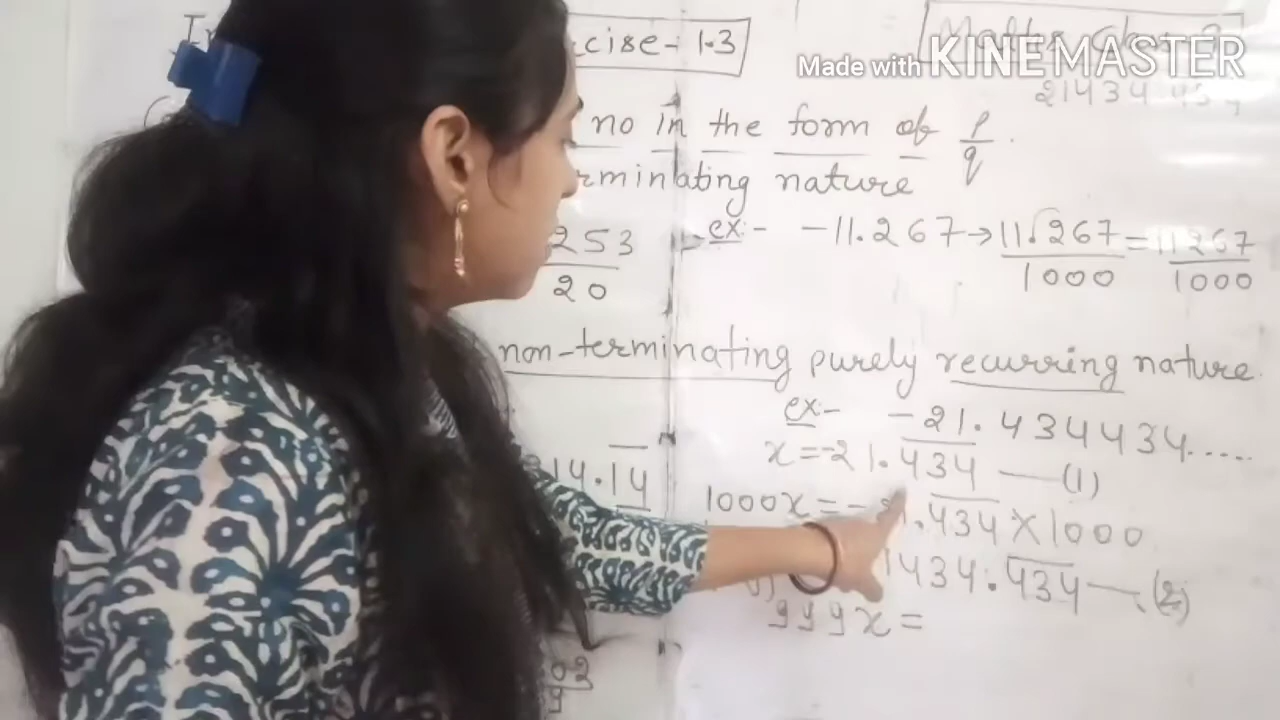 cise- 1.3
Made with KINEMASTER
no in the form of p/q.
rminating nature
253/20
ex:- -11.267 → 11.267/1000 = 11267/1000
non-terminating purely recurring nature.
ex:- -21.434434.....
x = -21.434 —(1)
14.14
1000x = - .434 × 1000
1434.434 —(2)
999x =